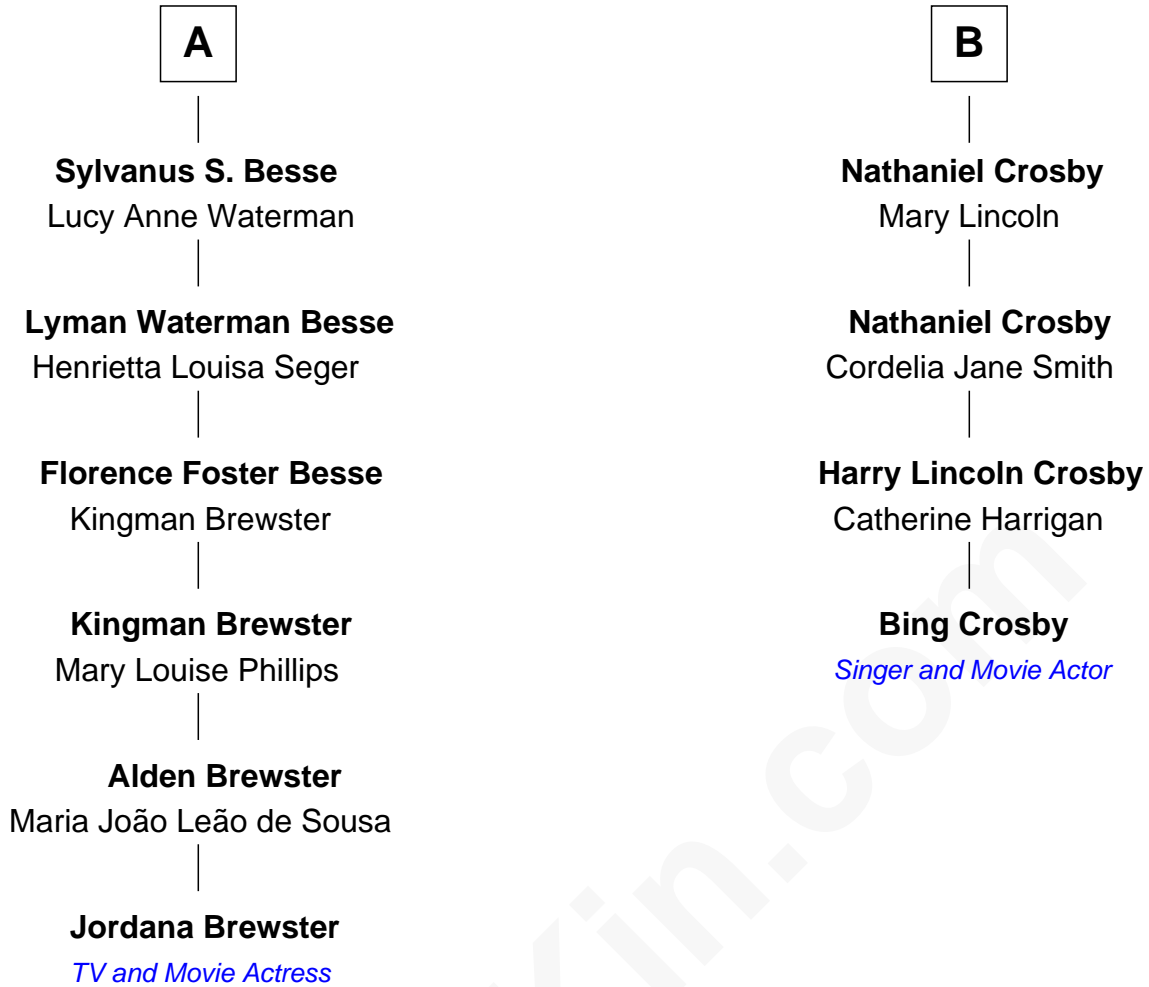 A
Sylvanus S. Besse
Lucy Anne Waterman
Lyman Waterman Besse
Henrietta Louisa Seger
Florence Foster Besse
Kingman Brewster
Kingman Brewster
Mary Louise Phillips
Alden Brewster
Maria João Leão de Sousa
Jordana Brewster
TV and Movie Actress
B
Nathaniel Crosby
Mary Lincoln
Nathaniel Crosby
Cordelia Jane Smith
Harry Lincoln Crosby
Catherine Harrigan
Bing Crosby
Singer and Movie Actor
Kin.com